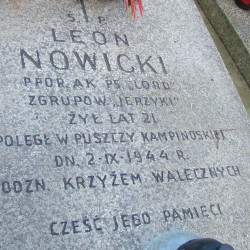 Ś.P.
LEON
NOWICKI
PPOR. AK PS. "LORD"
ZGRUPOW. "JERZYKI"
ŻYŁ LAT 21
POLEGŁ W PUSZCZY KAMPINOSKIEJ
DN. 2-IX-1944 R.
ODZN. KRZYŻEM WALECZNYCH
CZEŚĆ JEGO PAMIĘCI